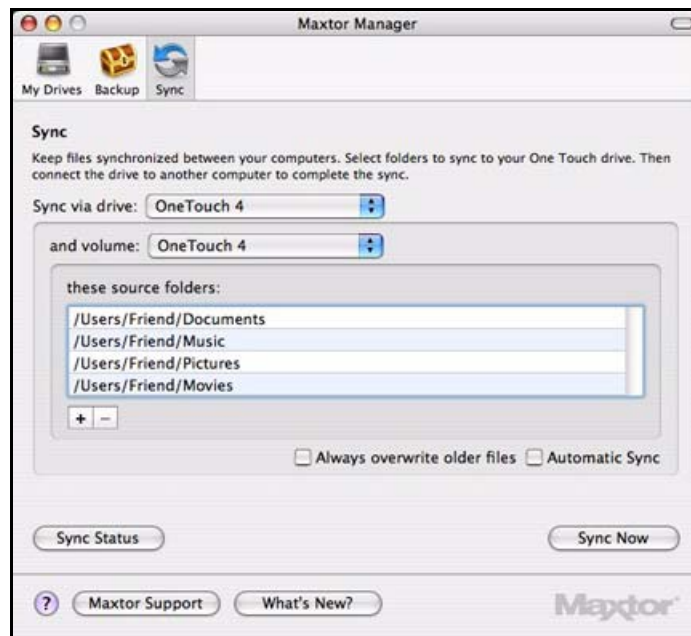 Maxtor Manager
My Drives Backup Sync
Sync
Keep files synchronized between your computers. Select folders to sync to your One Touch drive. Then
connect the drive to another computer to complete the sync.
Sync via drive: OneTouch 4
and volume: OneTouch 4
these source folders:
/Users/Friend/Documents
/Users/Friend/Music
/Users/Friend/Pictures
/Users/Friend/Movies
+ −
Always overwrite older files Automatic Sync
Sync Status Sync Now
? Maxtor Support What's New? Maxtor